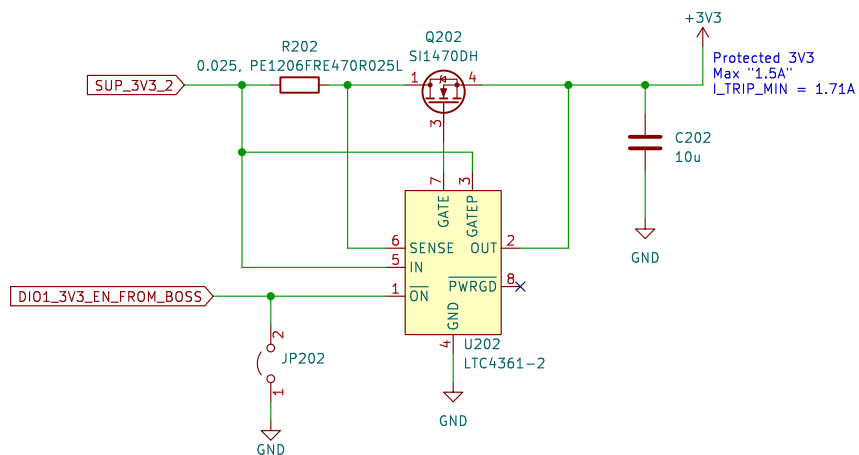 +3V3
Q202
SI1470DH
R202
0.025, PE1206FRE470R025L
Protected 3V3
Max "1.5A"
I_TRIP_MIN = 1.71A
SUP_3V3_2
1
4
3
C202
10u
GND
7
3
GATE
GATEP
6
SENSE
OUT
2
5
IN
DIO1_3V3_EN_FROM_BOSS
1
ON
PWRGD
8
GND
4
U202
LTC4361-2
2
JP202
1
GND
GND